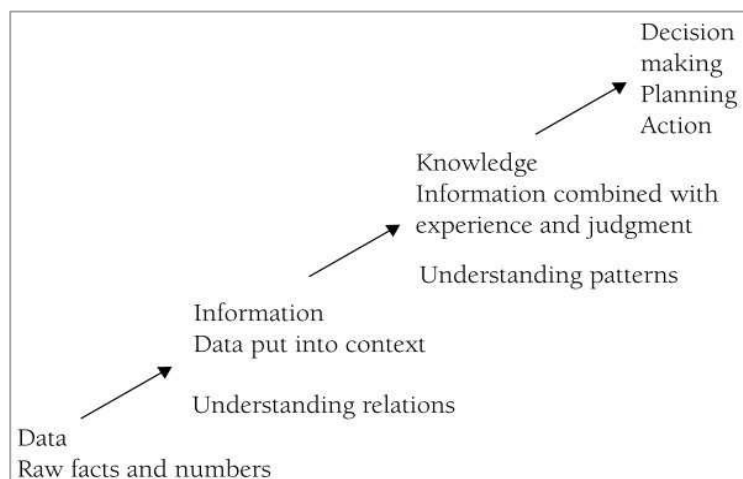 Decision
making
Planning
Action
Knowledge
Information combined with
experience and judgment
Understanding patterns
Information
Data put into context
Understanding relations
Data
Raw facts and numbers